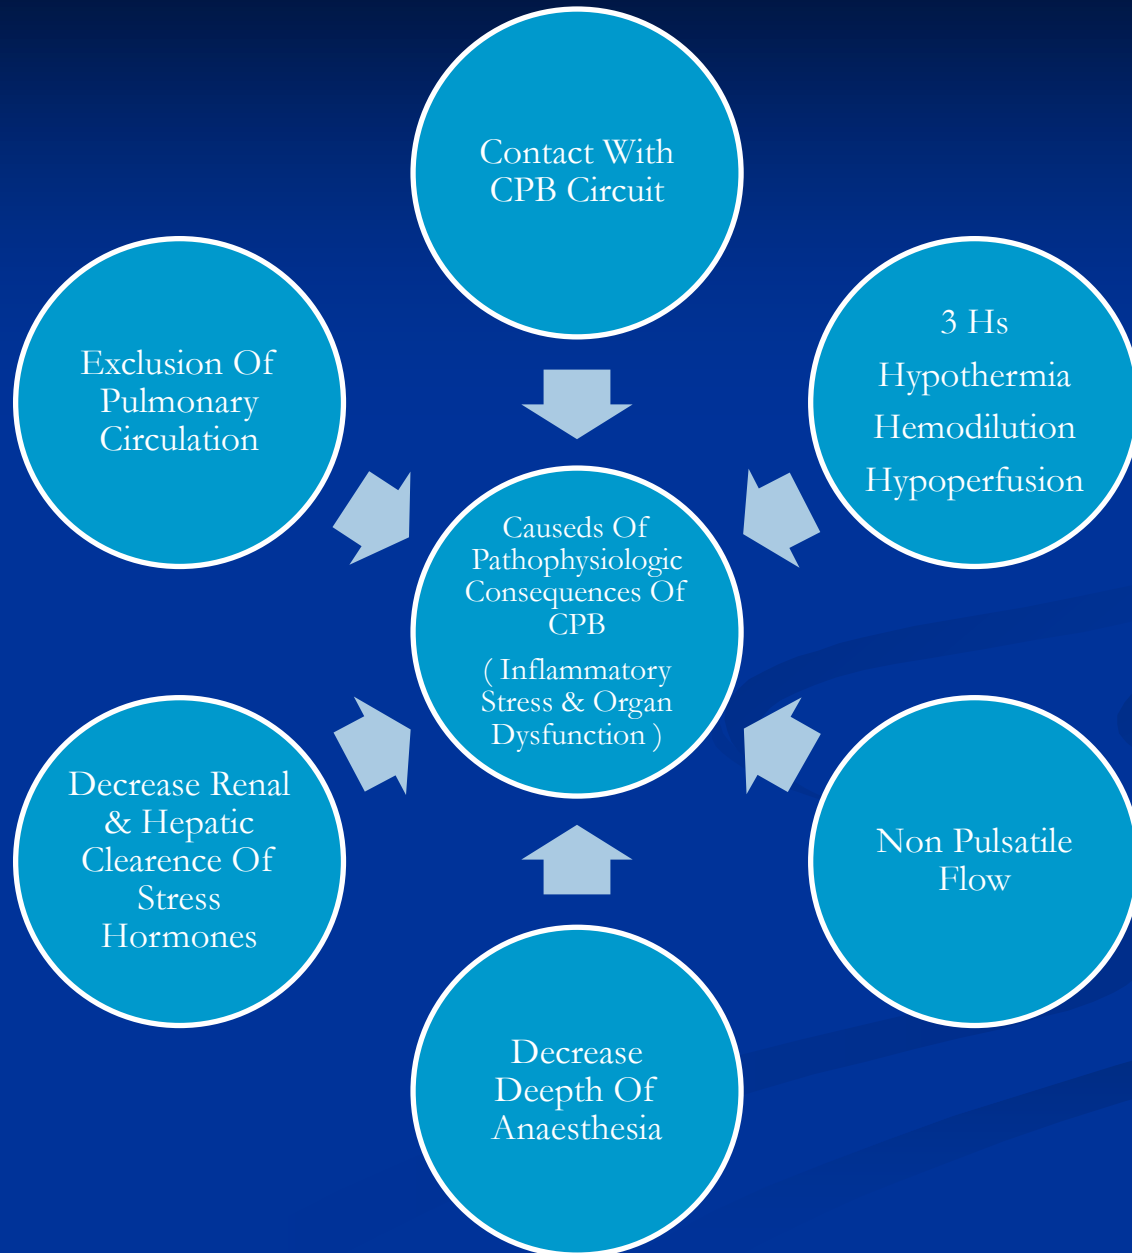 Contact With
CPB Circuit
3 Hs
Hypothermia
Hemodilution
Hypoperfusion
Non Pulsatile
Flow
Decrease
Deepth Of
Anaesthesia
Decrease Renal
& Hepatic
Clearence Of
Stress
Hormones
Exclusion Of
Pulmonary
Circulation
Causeds Of
Pathophysiologic
Consequences Of
CPB
( Inflammatory
Stress & Organ
Dysfunction )